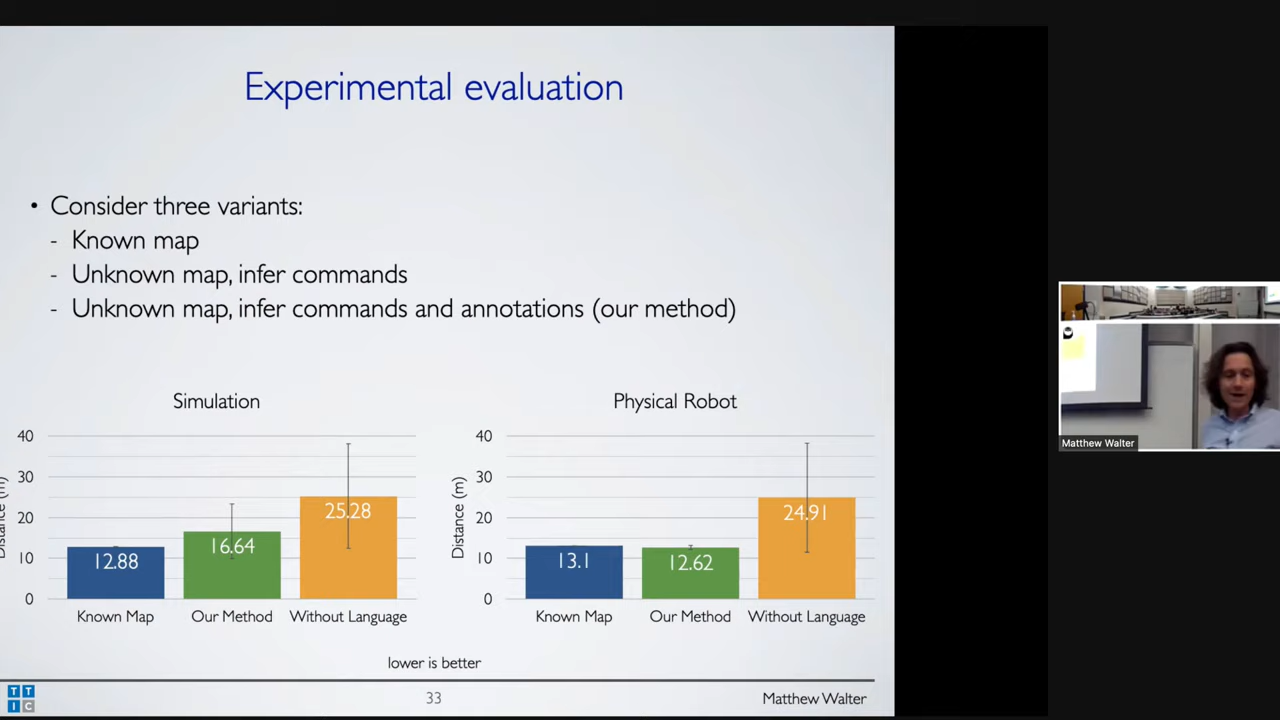 Experimental evaluation
• Consider three variants:
- Known map
- Unknown map, infer commands
- Unknown map, infer commands and annotations (our method)
Simulation
40
30
20
10
0
Distance (m)
12.88
16.64
25.28
Known Map
Our Method
Without Language
Physical Robot
40
30
20
10
0
Distance (m)
13.1
12.62
24.91
Known Map
Our Method
Without Language
lower is better
TTIC
33
Matthew Walter
Matthew Walter